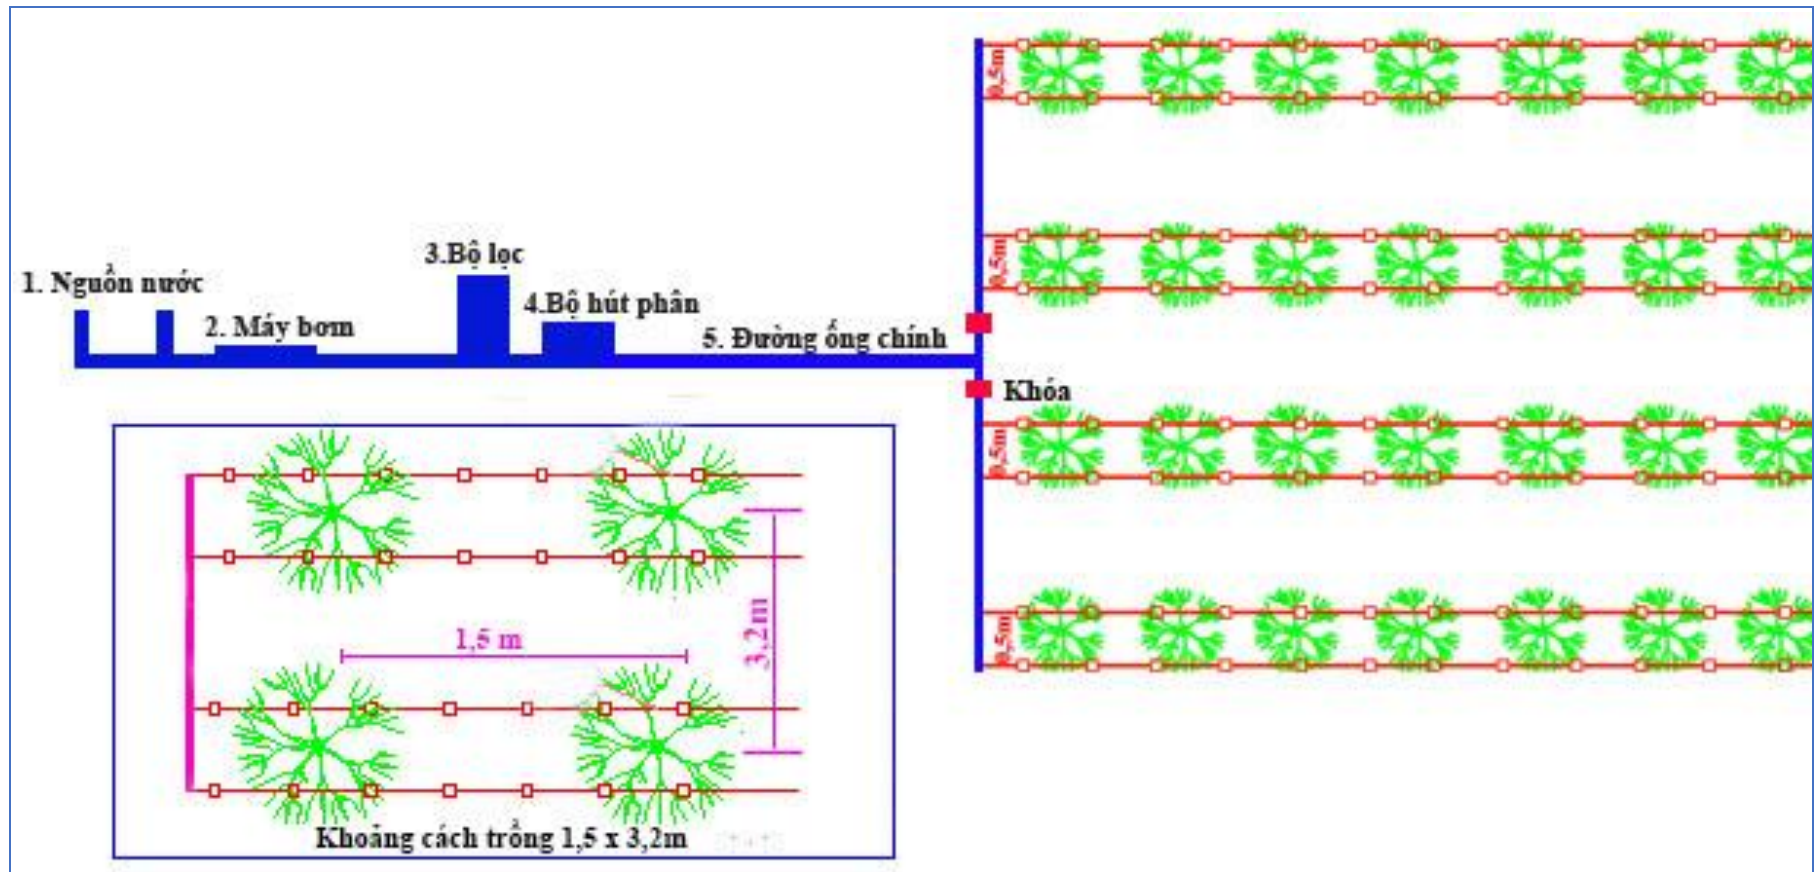 0,5m
0,5m
3.Bộ lọc
1. Nguồn nước
4.Bộ hút phân
2. Máy bơm
5. Đường ống chính
Khóa
0,5m
0,5m
1,5 m
3,2m
Khoảng cách trồng 1,5 x 3,2m